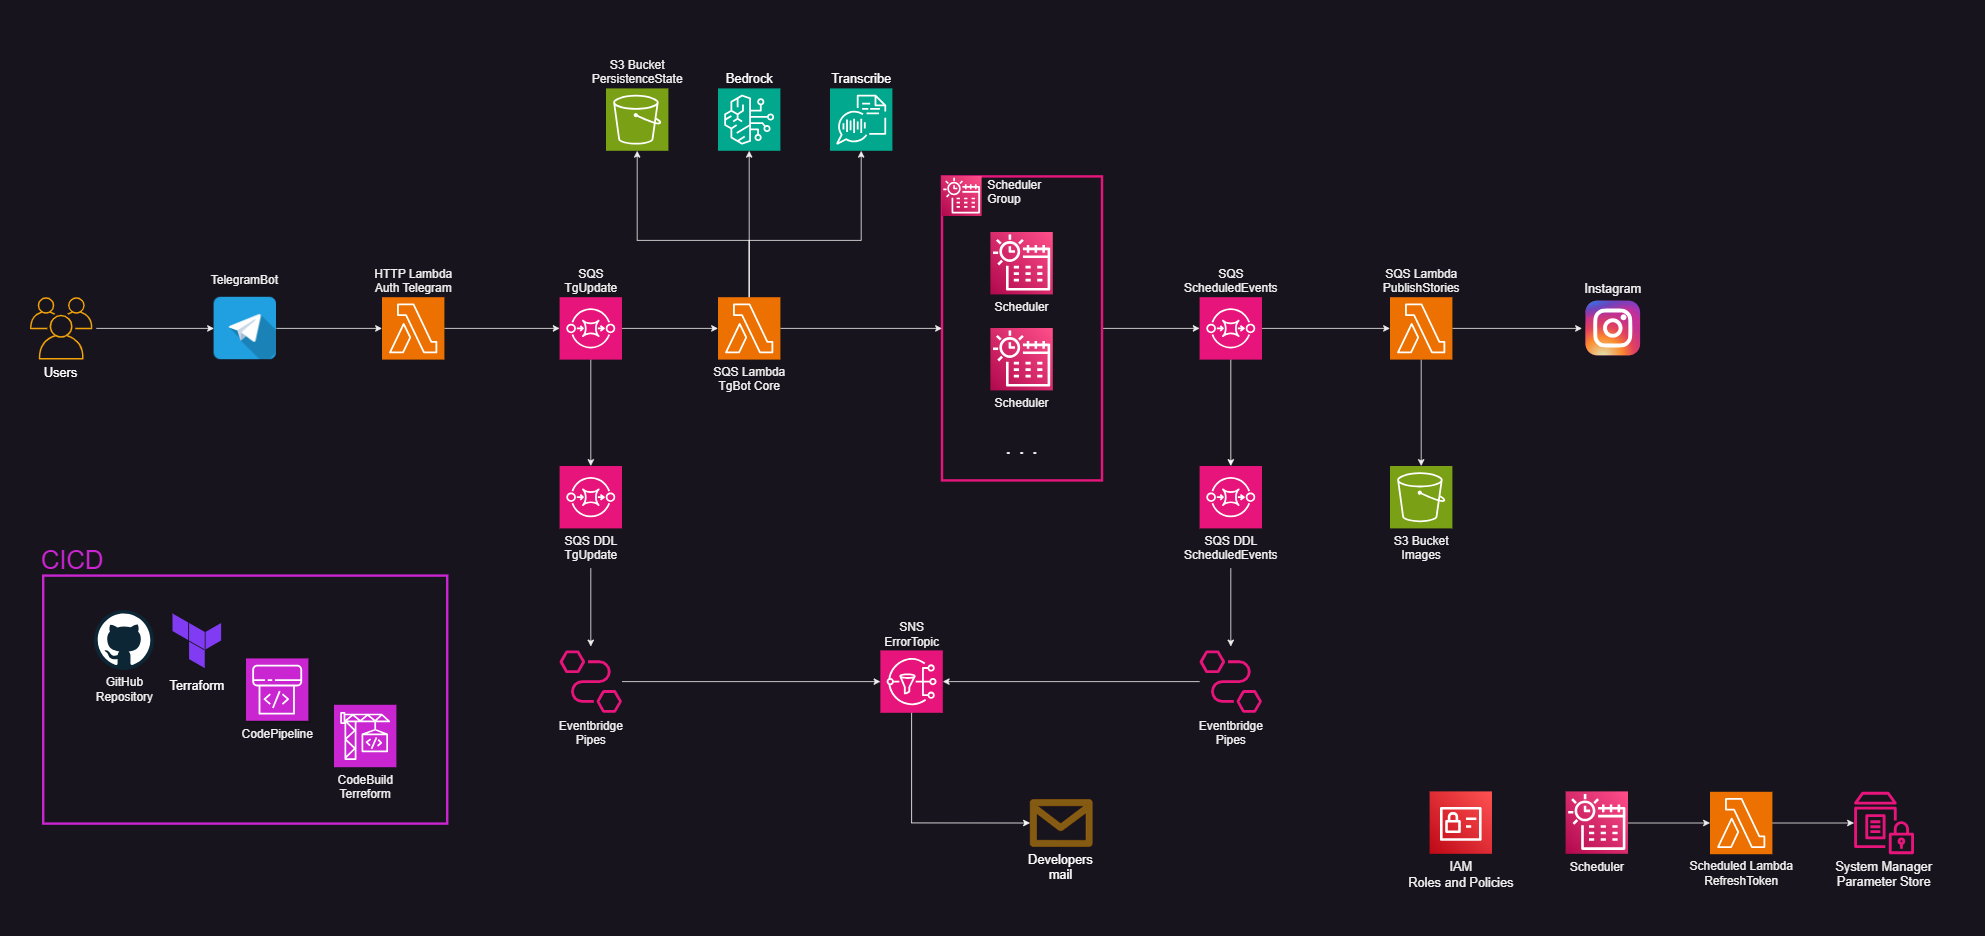 S3 Bucket
PersistenceState
Bedrock
Transcribe
Scheduler
Group
Scheduler
Scheduler
. . .
Users
TelegramBot
HTTP Lambda
Auth Telegram
SQS
TgUpdate
SQS Lambda
TgBot Core
SQS
ScheduledEvents
SQS Lambda
PublishStories
Instagram
SQS DDL
TgUpdate
SQS DDL
ScheduledEvents
S3 Bucket
Images
CICD
GitHub
Repository
Terraform
CodePipeline
CodeBuild
Terreform
Eventbridge
Pipes
SNS
ErrorTopic
Eventbridge
Pipes
Developers
mail
IAM
Roles and Policies
Scheduler
Scheduled Lambda
RefreshToken
System Manager
Parameter Store